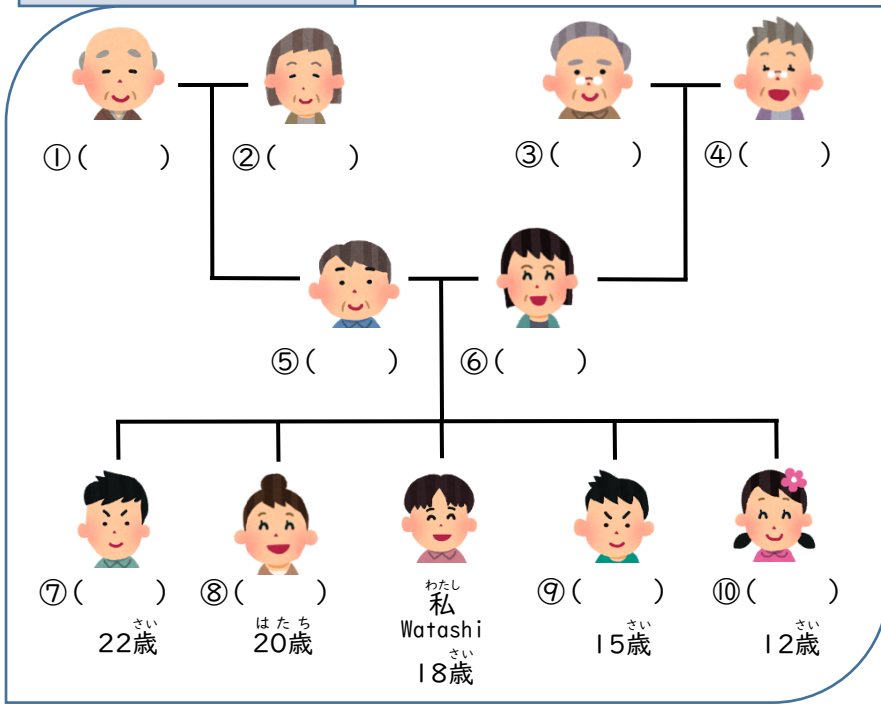 ①(　　　) ②(　　　) ③(　　　) ④(　　　)
⑤(　　　) ⑥(　　　)
⑦(　　　) ⑧(　　　) わたし ⑨(　　　) ⑩(　　　)
私
さい はたち Watashi さい さい
22歳 20歳 15歳 12歳
さい
18歳